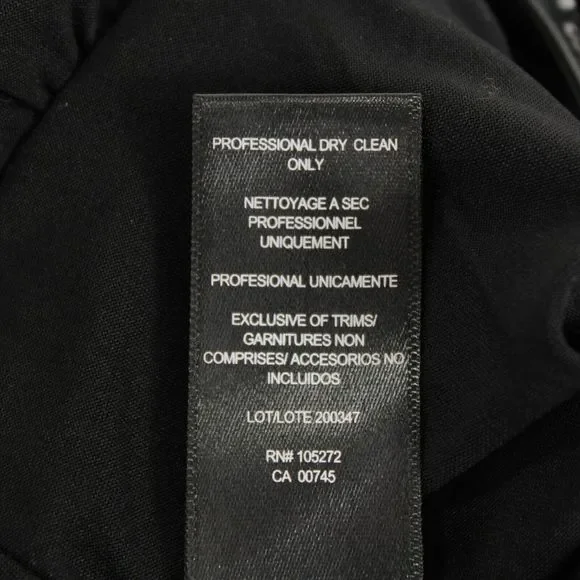 PROFESSIONAL DRY CLEAN
ONLY
NETTOYAGE A SEC
PROFESSIONNEL
UNIQUEMENT
PROFESIONAL UNICAMENTE
EXCLUSIVE OF TRIMS/
GARNITURES NON
COMPRISES/ ACCESORIOS NO
INCLUIDOS
LOT/LOTE 200347
RN# 105272
CA 00745